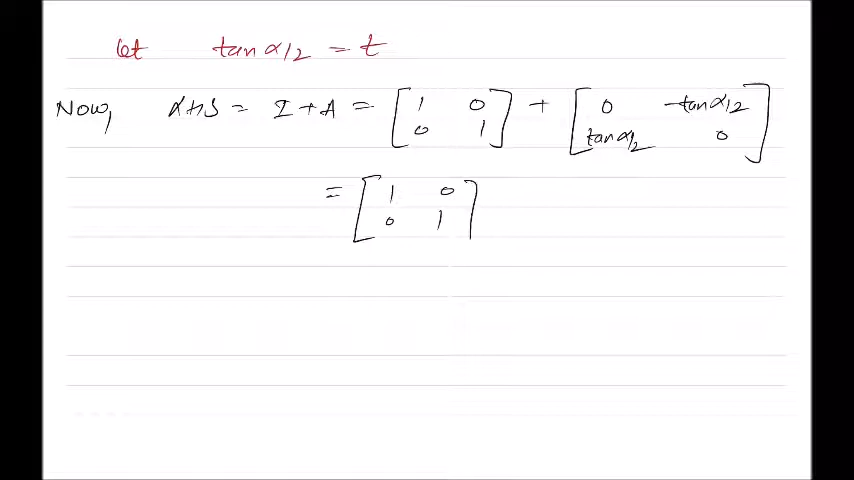 let tan α/2 = t
Now, LHS = I + A = [ 1 0 ] + [ 0 -tan α/2 ]
[ 0 1 ] [ tan α/2 0 ]
= [ 1 0 ]
[ 0 1 ]